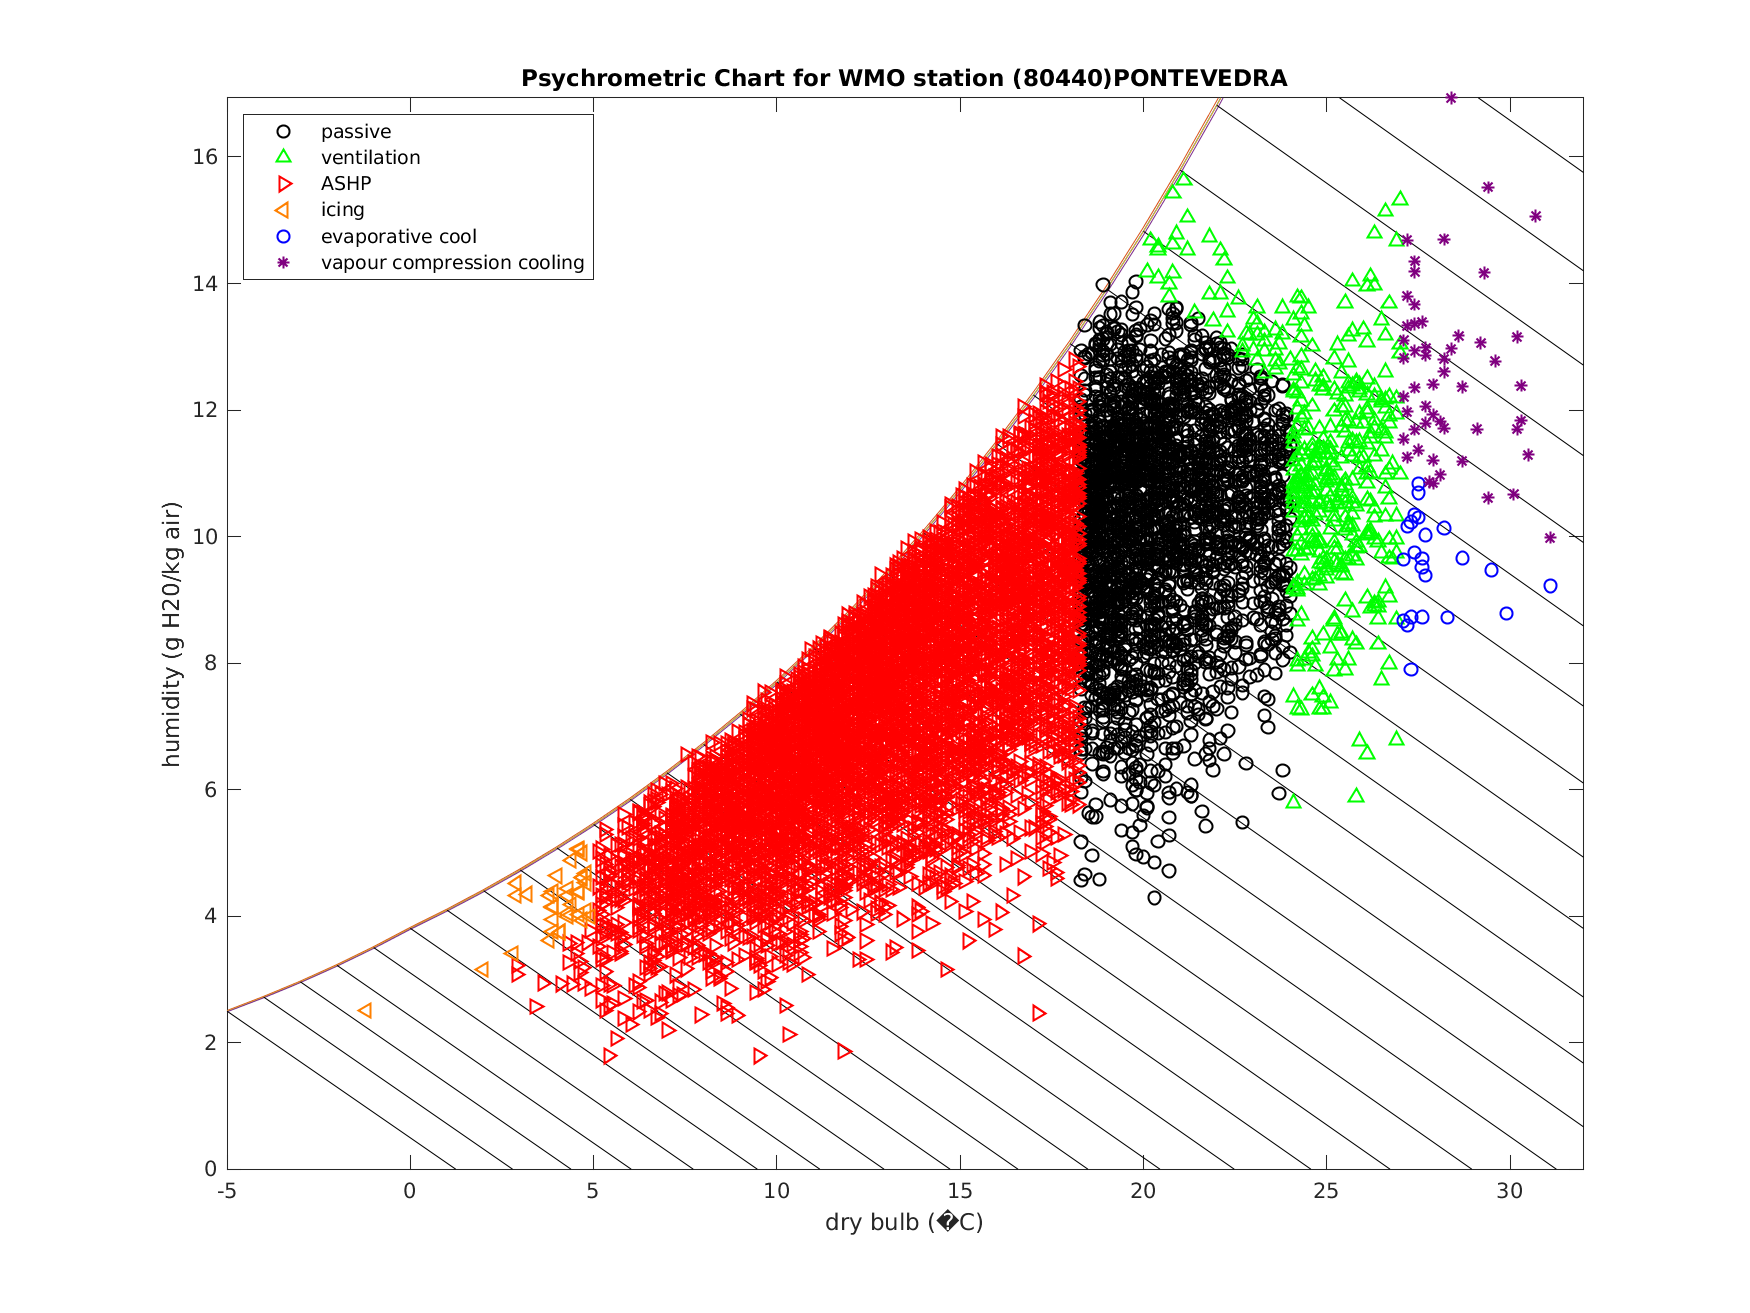 Psychrometric Chart for WMO station (80440)PONTEVEDRA
passive
ventilation
ASHP
icing
evaporative cool
vapour compression cooling
humidity (g H20/kg air)
16
14
12
10
8
6
4
2
0
-5 0 5 10 15 20 25 30
dry bulb (�C)